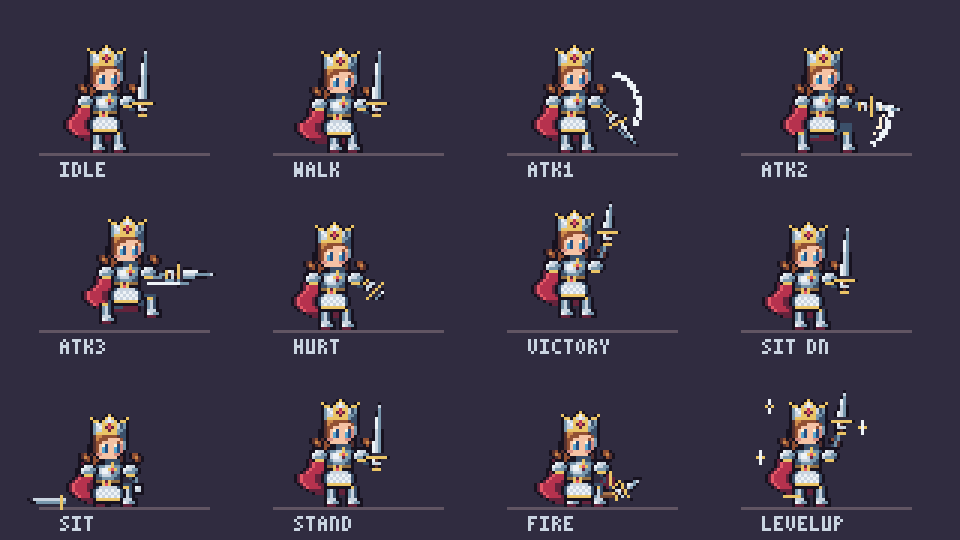 IDLE
WALK
ATK1
ATK2
ATK3
HURT
VICTORY
SIT DN
SIT
STAND
FIRE
LEVELUP